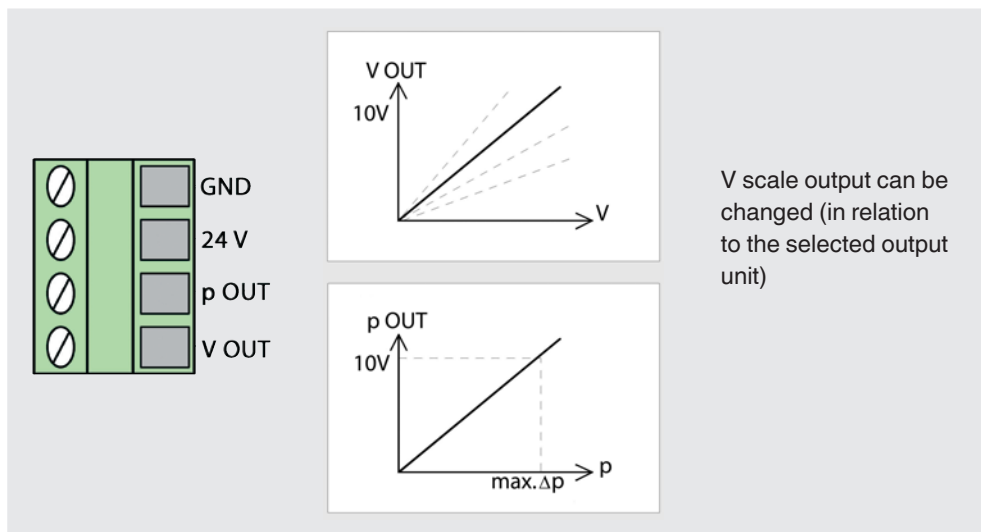 GND
24 V
p OUT
V OUT
V OUT
10V
V
p OUT
10V
max.Δp
p
V scale output can be
changed (in relation
to the selected output
unit)